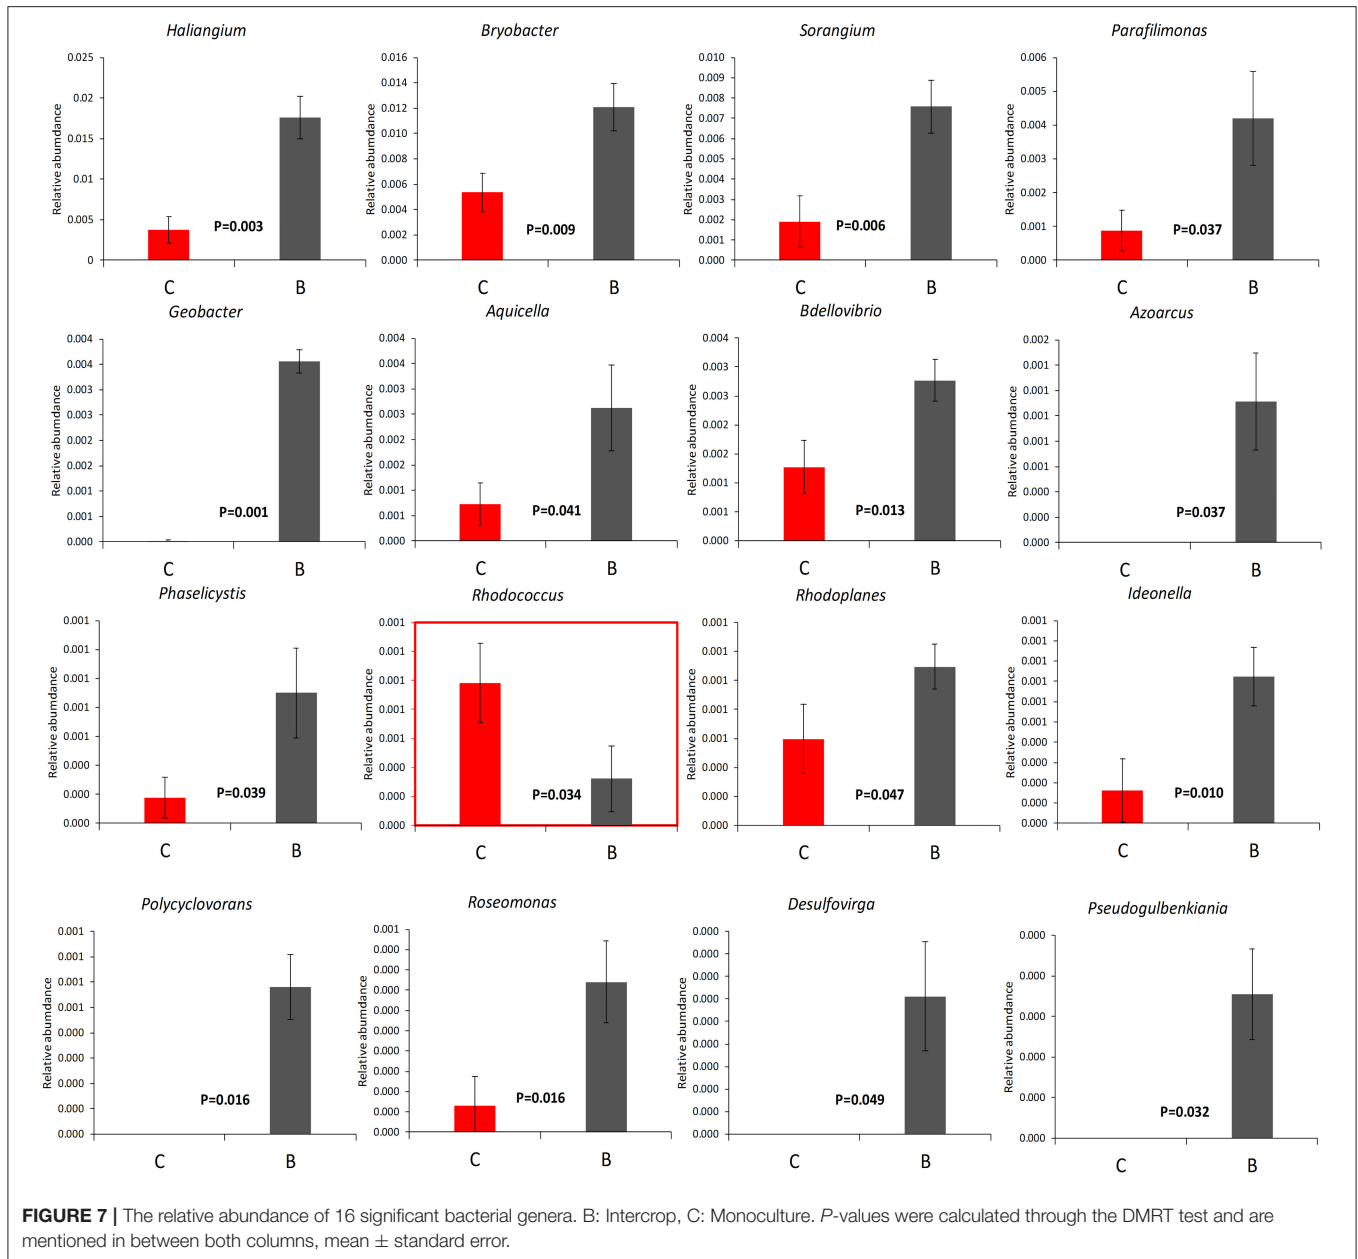 Haliangium
Relative abumdance
0.025
0.02
0.015
0.01
0.005
0
P=0.003
C B
Bryobacter
Relative abumdance
0.016
0.014
0.012
0.010
0.008
0.006
0.004
0.002
0.000
P=0.009
C B
Sorangium
Relative abumdance
0.010
0.009
0.008
0.007
0.006
0.005
0.004
0.003
0.002
0.001
0.000
P=0.006
C B
Parafilimonas
Relative abumdance
0.006
0.005
0.004
0.003
0.002
0.001
0.000
P=0.037
C B
Geobacter
Relative abumdance
0.004
0.004
0.003
0.003
0.002
0.002
0.001
0.001
0.000
P=0.001
C B
Aquicella
Relative abumdance
0.004
0.004
0.003
0.003
0.002
0.002
0.001
0.001
0.000
P=0.041
C B
Bdellovibrio
Relative abumdance
0.004
0.003
0.003
0.002
0.002
0.001
0.001
0.000
P=0.013
C B
Azoarcus
Relative abumdance
0.002
0.001
0.001
0.001
0.001
0.001
0.000
0.000
0.000
P=0.037
C B
Phaselicystis
Relative abumdance
0.001
0.001
0.001
0.001
0.001
0.000
0.000
0.000
P=0.039
C B
Rhodococcus
Relative abumdance
0.001
0.001
0.001
0.001
0.001
0.000
0.000
0.000
P=0.034
C B
Rhodoplanes
Relative abumdance
0.001
0.001
0.001
0.001
0.001
0.000
0.000
0.000
P=0.047
C B
Ideonella
Relative abumdance
0.001
0.001
0.001
0.001
0.001
0.001
0.000
0.000
0.000
0.000
0.000
P=0.010
C B
Polycyclovorans
Relative abumdance
0.001
0.001
0.001
0.001
0.000
0.000
0.000
0.000
0.000
P=0.016
C B
Roseomonas
Relative abumdance
0.001
0.000
0.000
0.000
0.000
0.000
0.000
0.000
0.000
0.000
0.000
P=0.016
C B
Desulfovirga
Relative abumdance
0.000
0.000
0.000
0.000
0.000
0.000
0.000
0.000
0.000
0.000
P=0.049
C B
Pseudogulbenkiania
Relative abumdance
0.000
0.000
0.000
0.000
0.000
0.000
P=0.032
C B
FIGURE 7 | The relative abundance of 16 significant bacterial genera. B: Intercrop, C: Monoculture. P-values were calculated through the DMRT test and are
mentioned in between both columns, mean ± standard error.